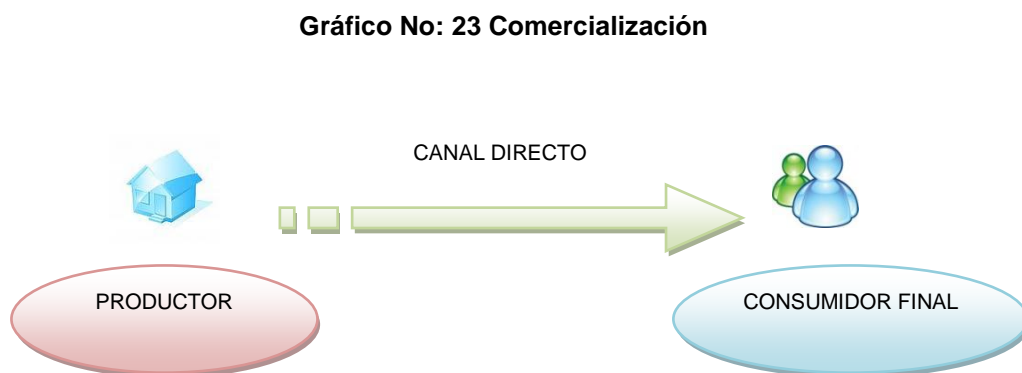 Gráfico No: 23 Comercialización
CANAL DIRECTO
PRODUCTOR
CONSUMIDOR FINAL